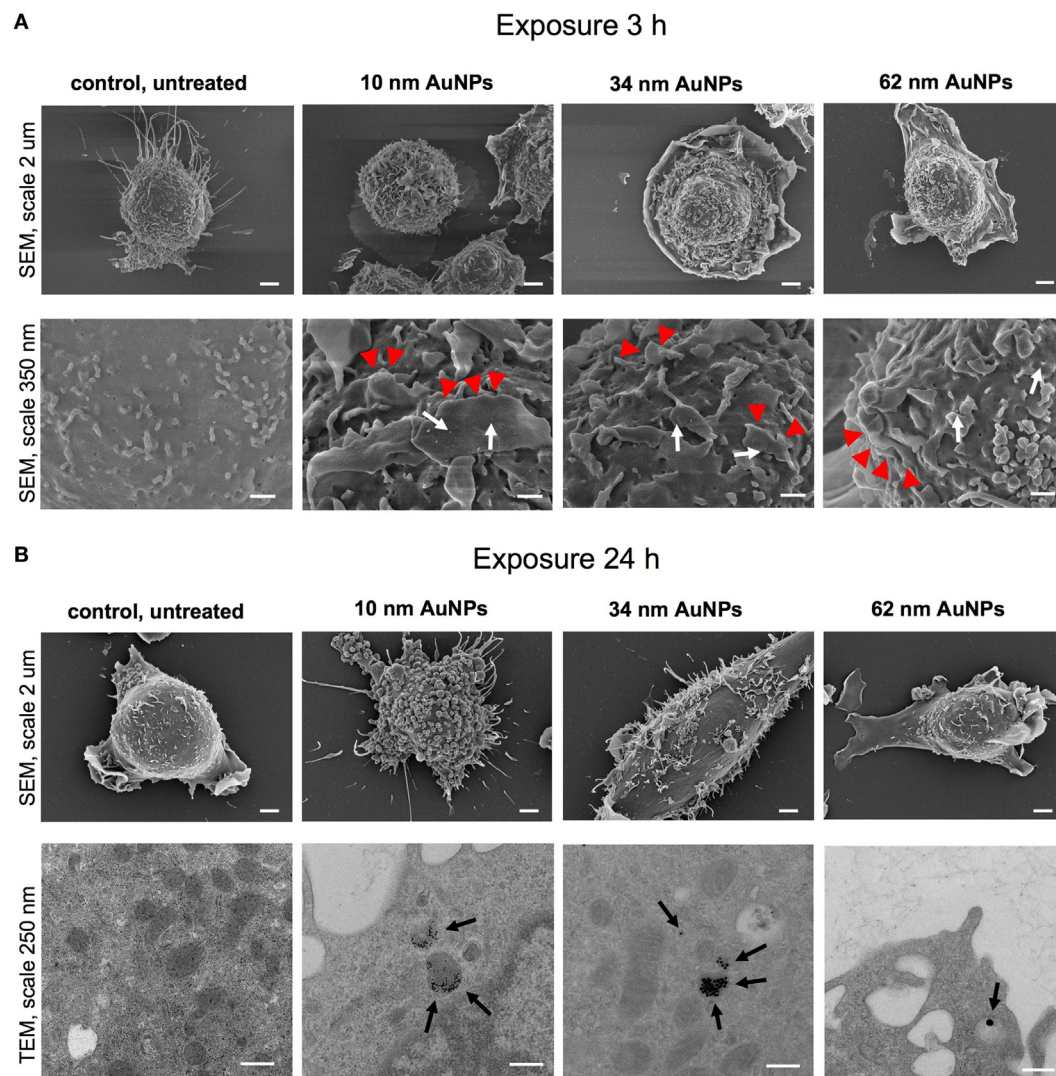 A
Exposure 3 h
control, untreated
10 nm AuNPs
34 nm AuNPs
62 nm AuNPs
SEM, scale 2 um
SEM, scale 350 nm
B
Exposure 24 h
control, untreated
10 nm AuNPs
34 nm AuNPs
62 nm AuNPs
SEM, scale 2 um
TEM, scale 250 nm